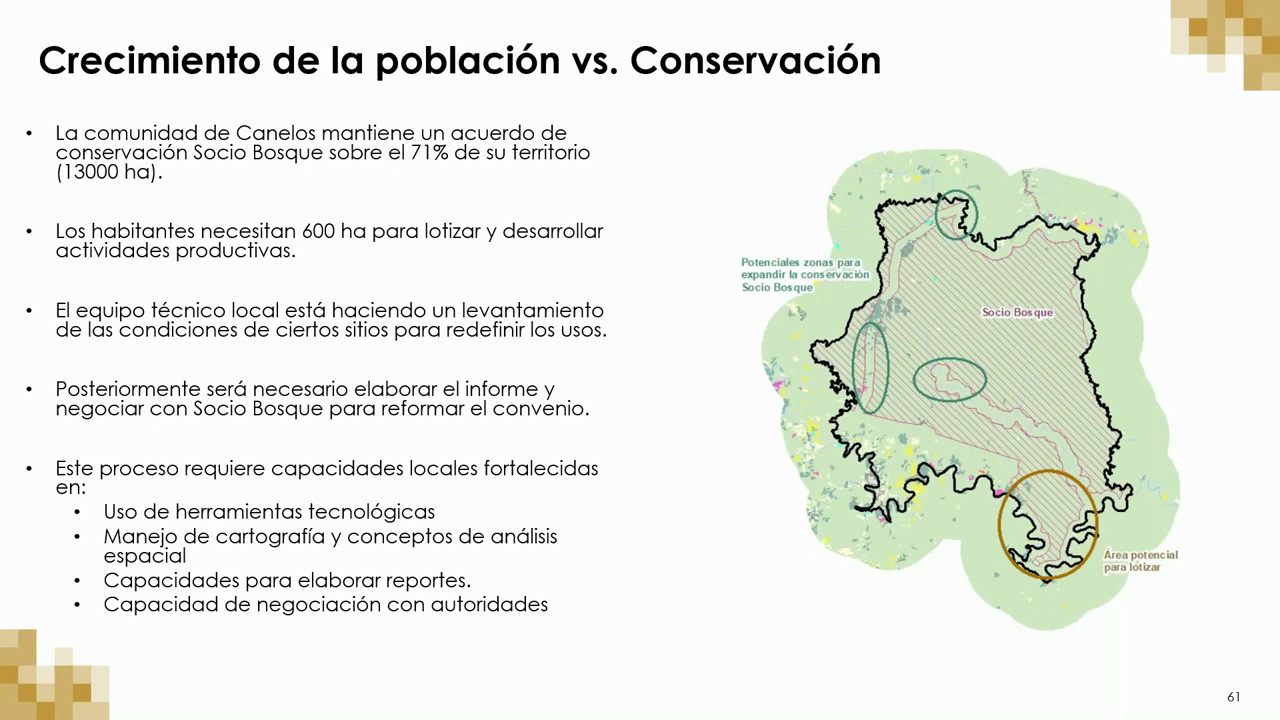 Crecimiento de la población vs. Conservación
• La comunidad de Canelos mantiene un acuerdo de
conservación Socio Bosque sobre el 71% de su territorio
(13000 ha).
• Los habitantes necesitan 600 ha para lotizar y desarrollar
actividades productivas.
• El equipo técnico local está haciendo un levantamiento
de las condiciones de ciertos sitios para redefinir los usos.
• Posteriormente será necesario elaborar el informe y
negociar con Socio Bosque para reformar el convenio.
• Este proceso requiere capacidades locales fortalecidas
en:
• Uso de herramientas tecnológicas
• Manejo de cartografía y conceptos de análisis
espacial
• Capacidades para elaborar reportes.
• Capacidad de negociación con autoridades
Potenciales zonas para
expandir la conservación
Socio Bosque
Socio Bosque
Área potencial
para lotizar
61